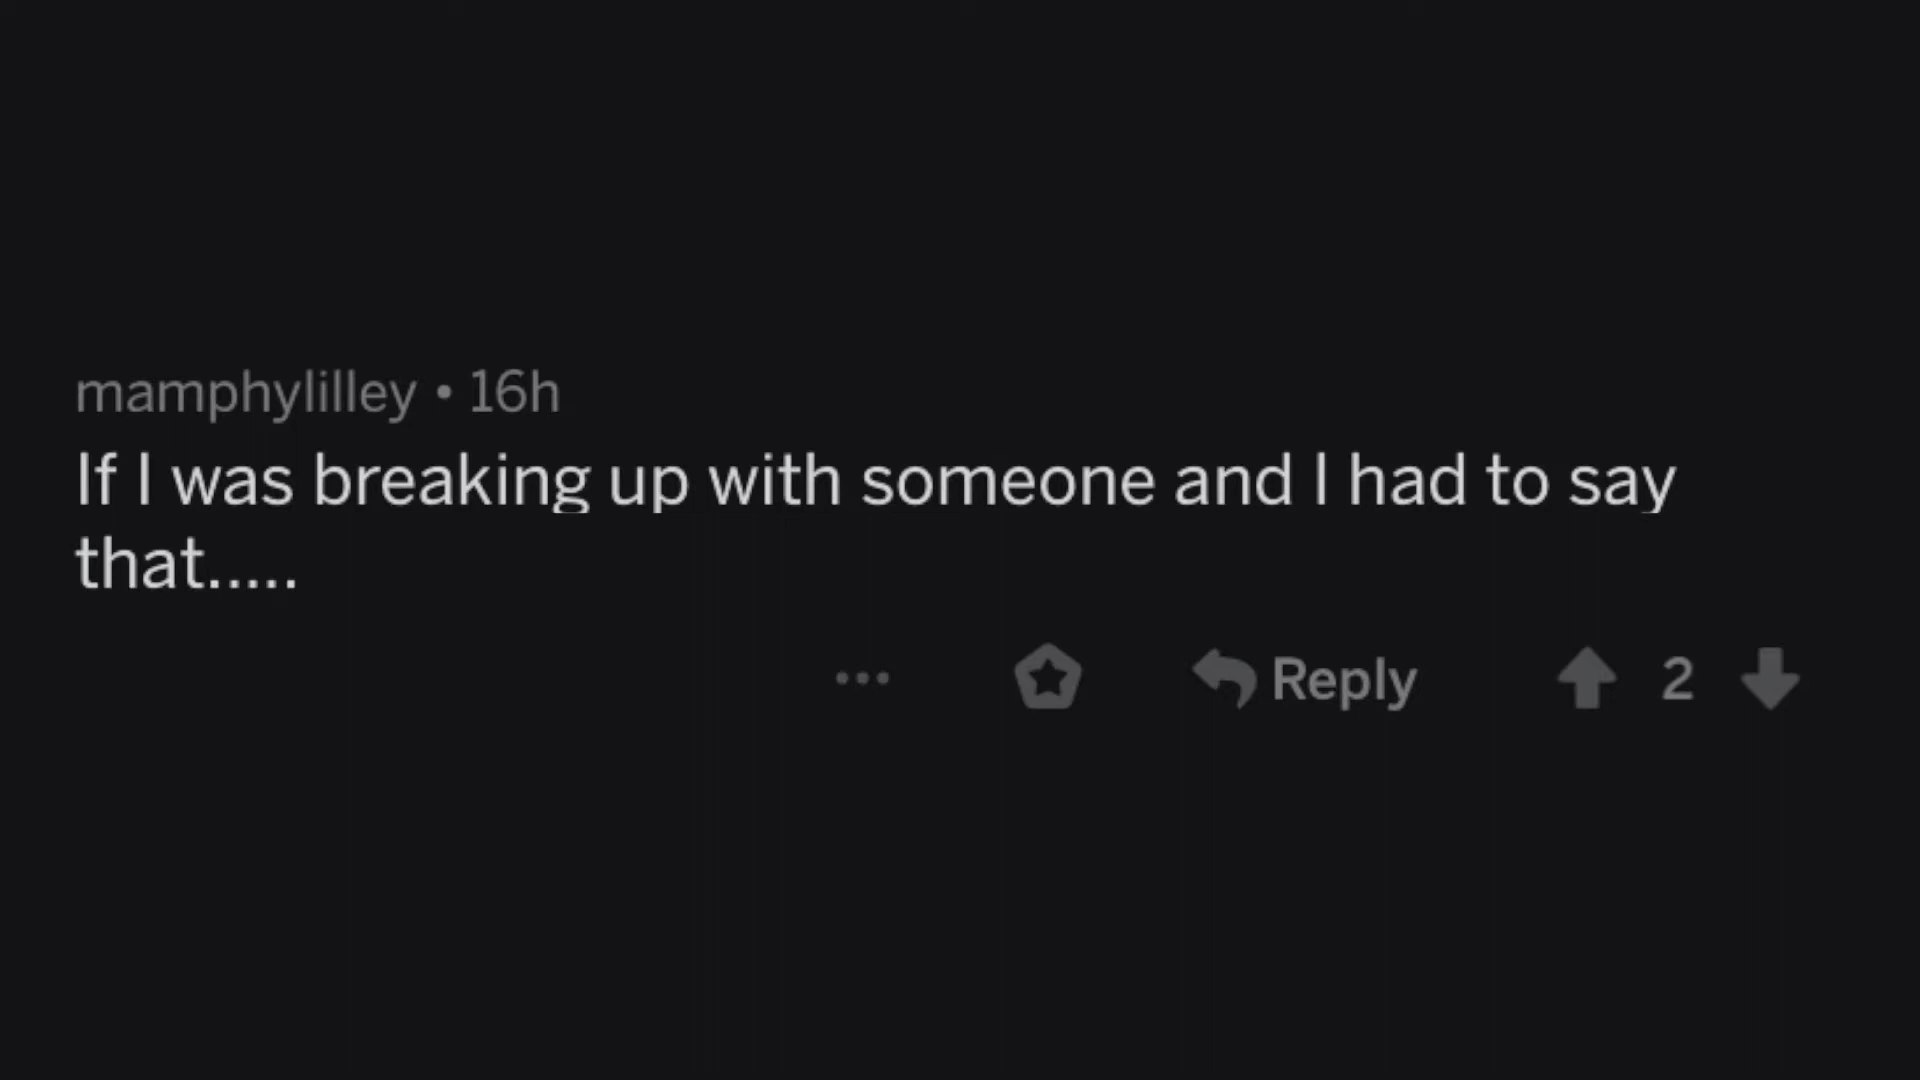 mamphylilley • 16h
If I was breaking up with someone and I had to say
that.....
Reply 2